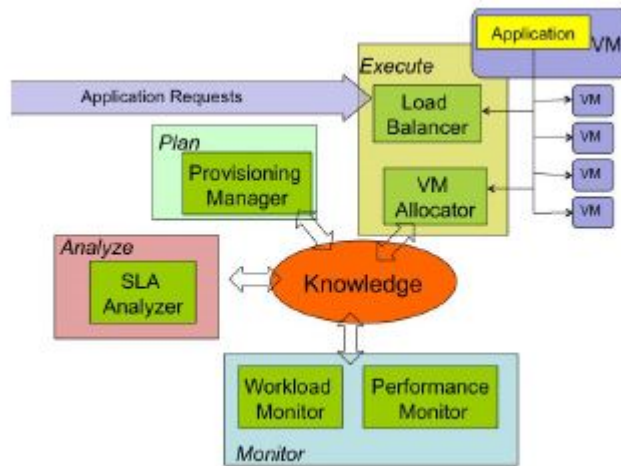 Application
VM
Execute
Application Requests
Load
Balancer
VM
VM
VM
VM
Plan
Provisioning
Manager
VM
Allocator
Analyze
SLA
Analyzer
Knowledge
Workload
Monitor
Performance
Monitor
Monitor